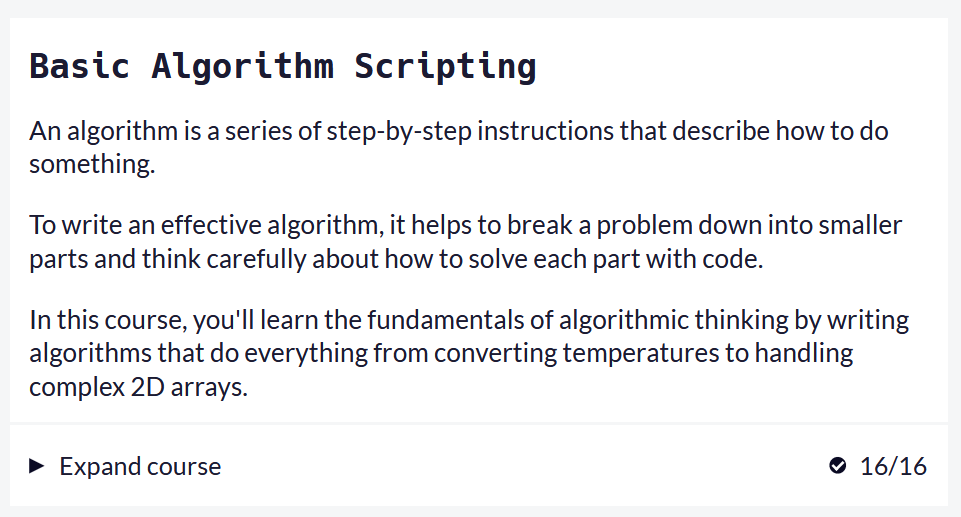 Basic Algorithm Scripting
An algorithm is a series of step-by-step instructions that describe how to do
something.
To write an effective algorithm, it helps to break a problem down into smaller
parts and think carefully about how to solve each part with code.
In this course, you'll learn the fundamentals of algorithmic thinking by writing
algorithms that do everything from converting temperatures to handling
complex 2D arrays.
Expand course 16/16